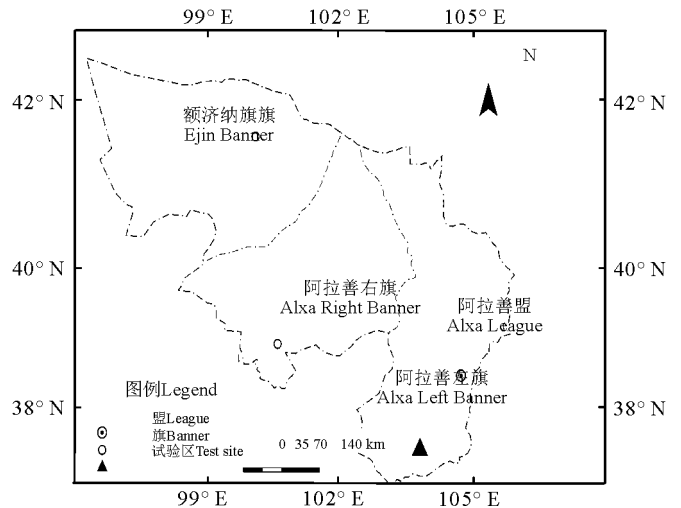 99° E 102° E 105° E
N
42° N 42° N
额济纳旗旗
Ejin Banner
40° N 40° N
阿拉善右旗
Alxa Right Banner
阿拉善盟
Alxa League
阿拉善左旗
Alxa Left Banner
图例Legend
38° N 38° N
盟League
旗Banner
试验区Test site
0 35 70 140 km
99° E 102° E 105° E